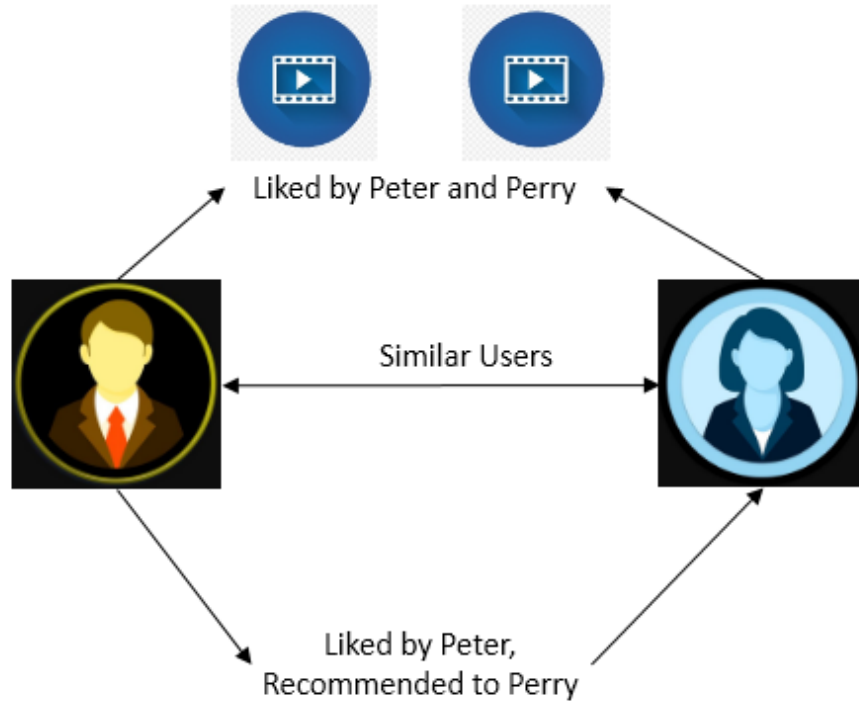 Liked by Peter and Perry
Similar Users
Liked by Peter,
Recommended to Perry